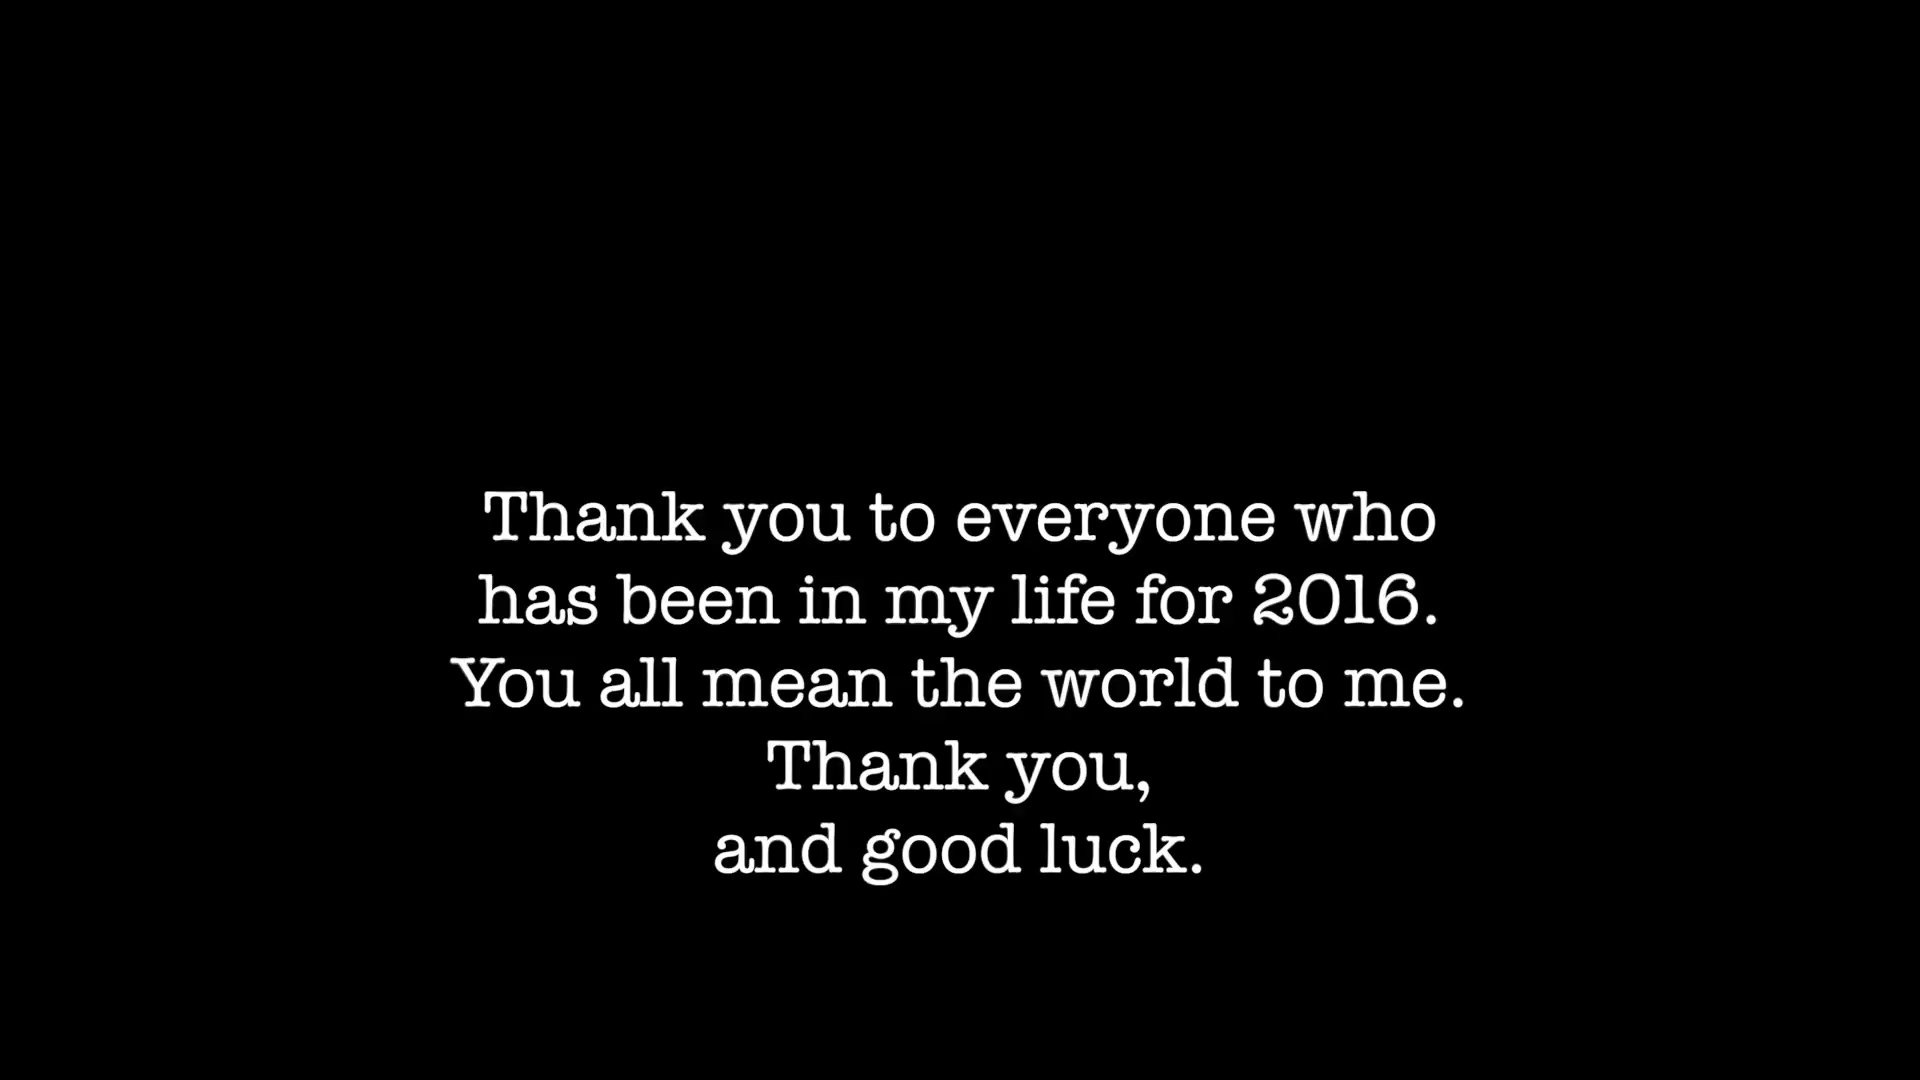 Thank you to everyone who
has been in my life for 2016.
You all mean the world to me.
Thank you,
and good luck.